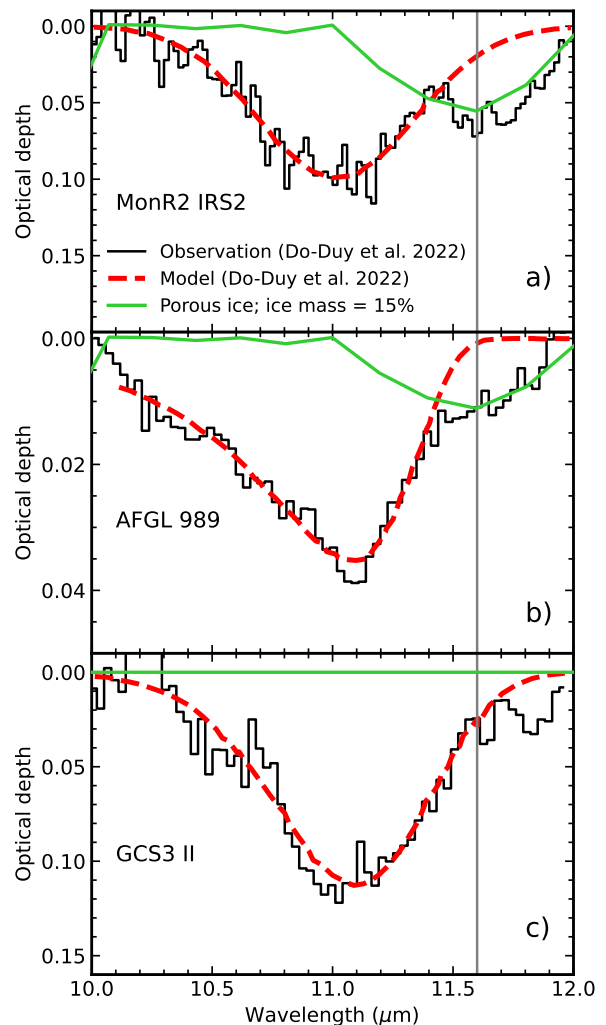 0.00
0.05
0.10
0.15
Optical depth
MonR2 IRS2
Observation (Do-Duy et al. 2022)
Model (Do-Duy et al. 2022)
Porous ice; ice mass = 15%
a)
0.00
0.02
0.04
Optical depth
AFGL 989
b)
0.00
0.05
0.10
0.15
Optical depth
GCS3 II
c)
10.0 10.5 11.0 11.5 12.0
Wavelength (μm)